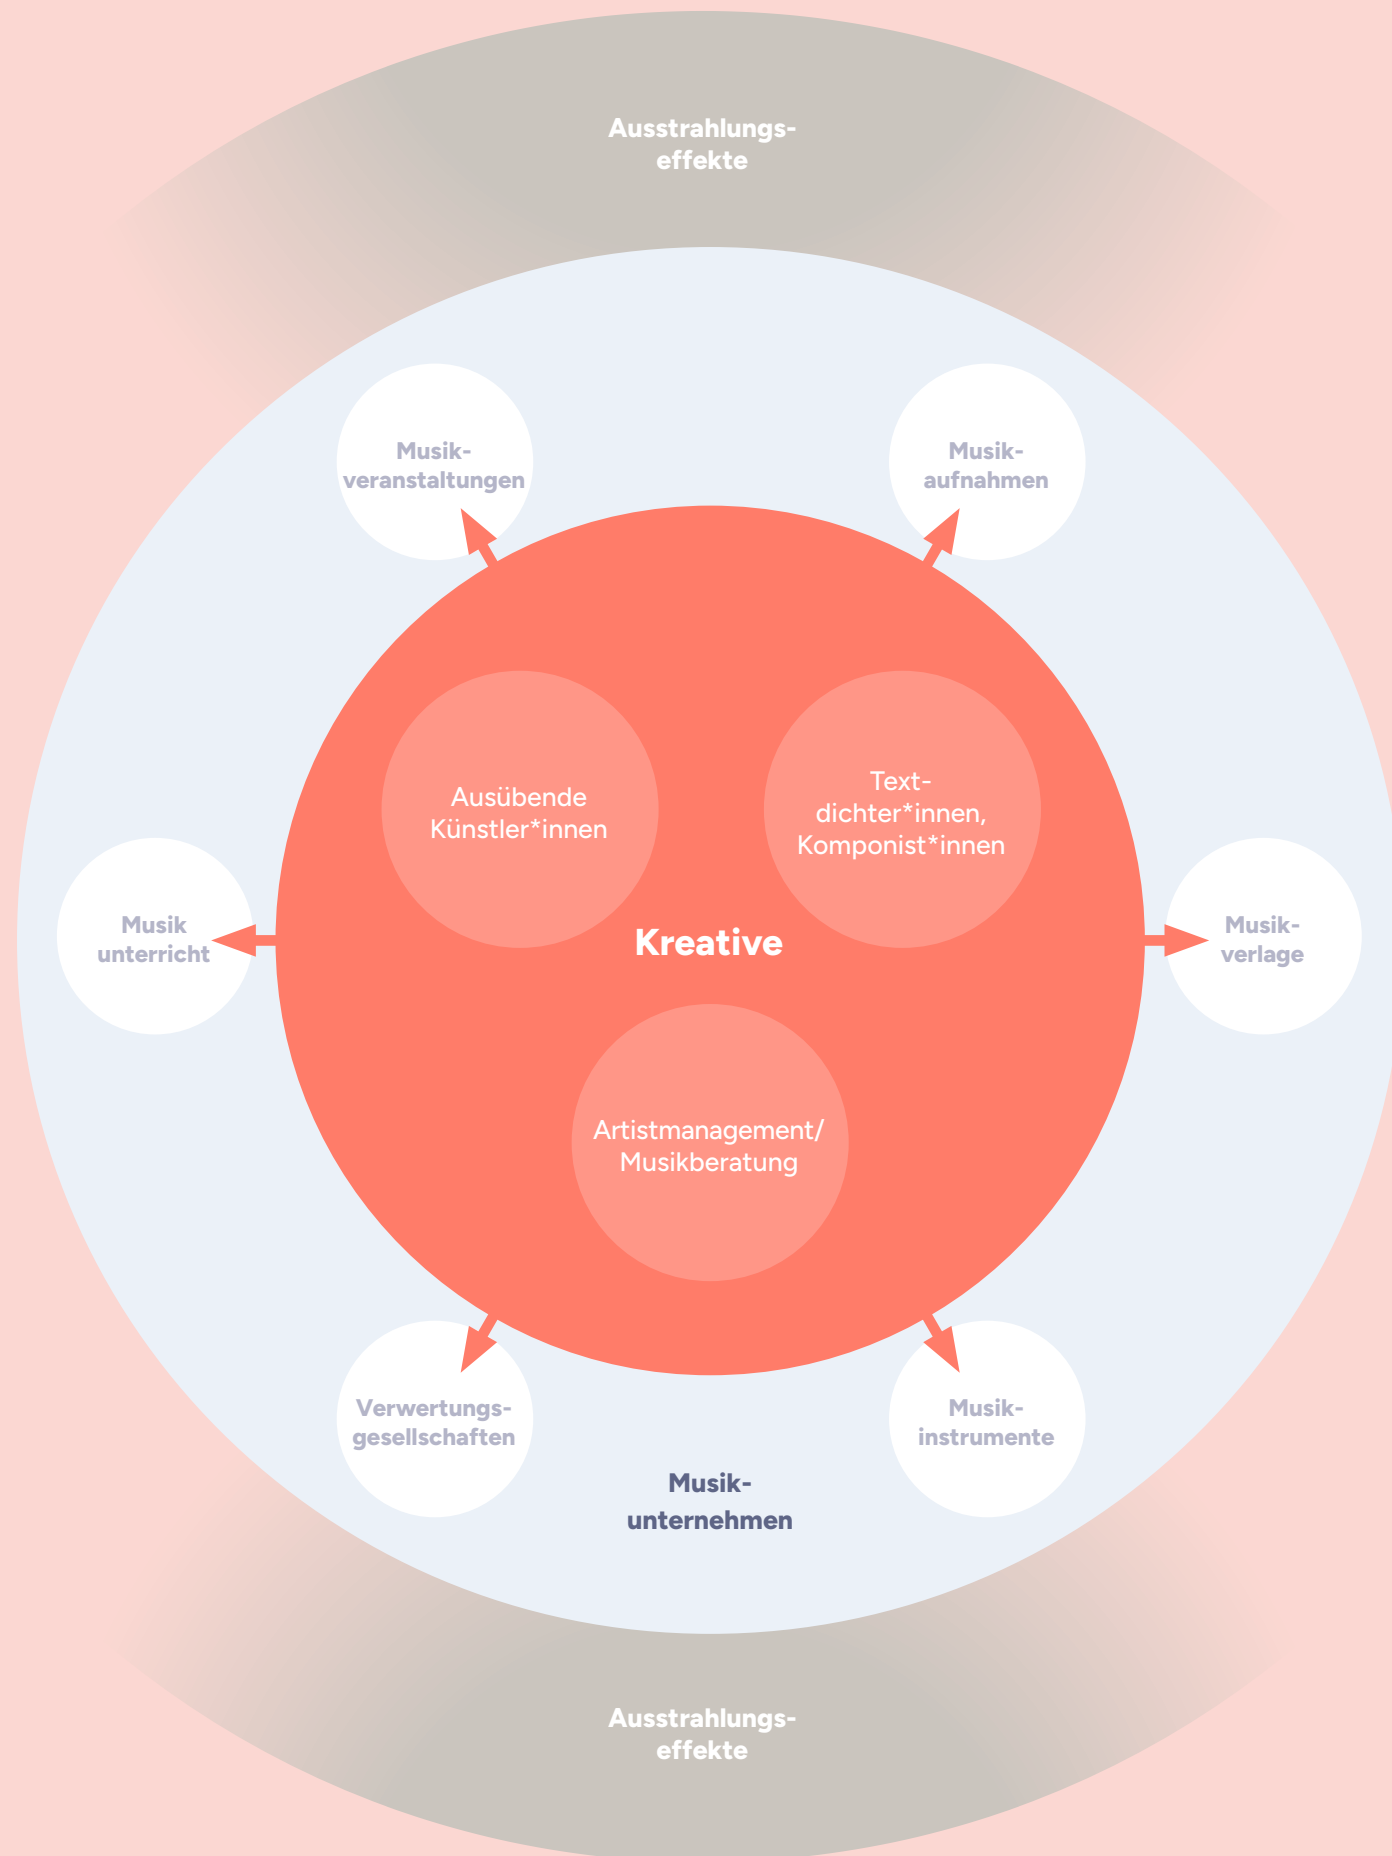 Ausstrahlungs-
effekte
Musik-
veranstaltungen
Musik-
aufnahmen
Ausübende
Künstler*innen
Text-
dichter*innen,
Komponist*innen
Musik
unterricht
Kreative
Musik-
verlage
Artistmanagement/
Musikberatung
Verwertungs-
gesellschaften
Musik-
instrumente
Musik-
unternehmen
Ausstrahlungs-
effekte